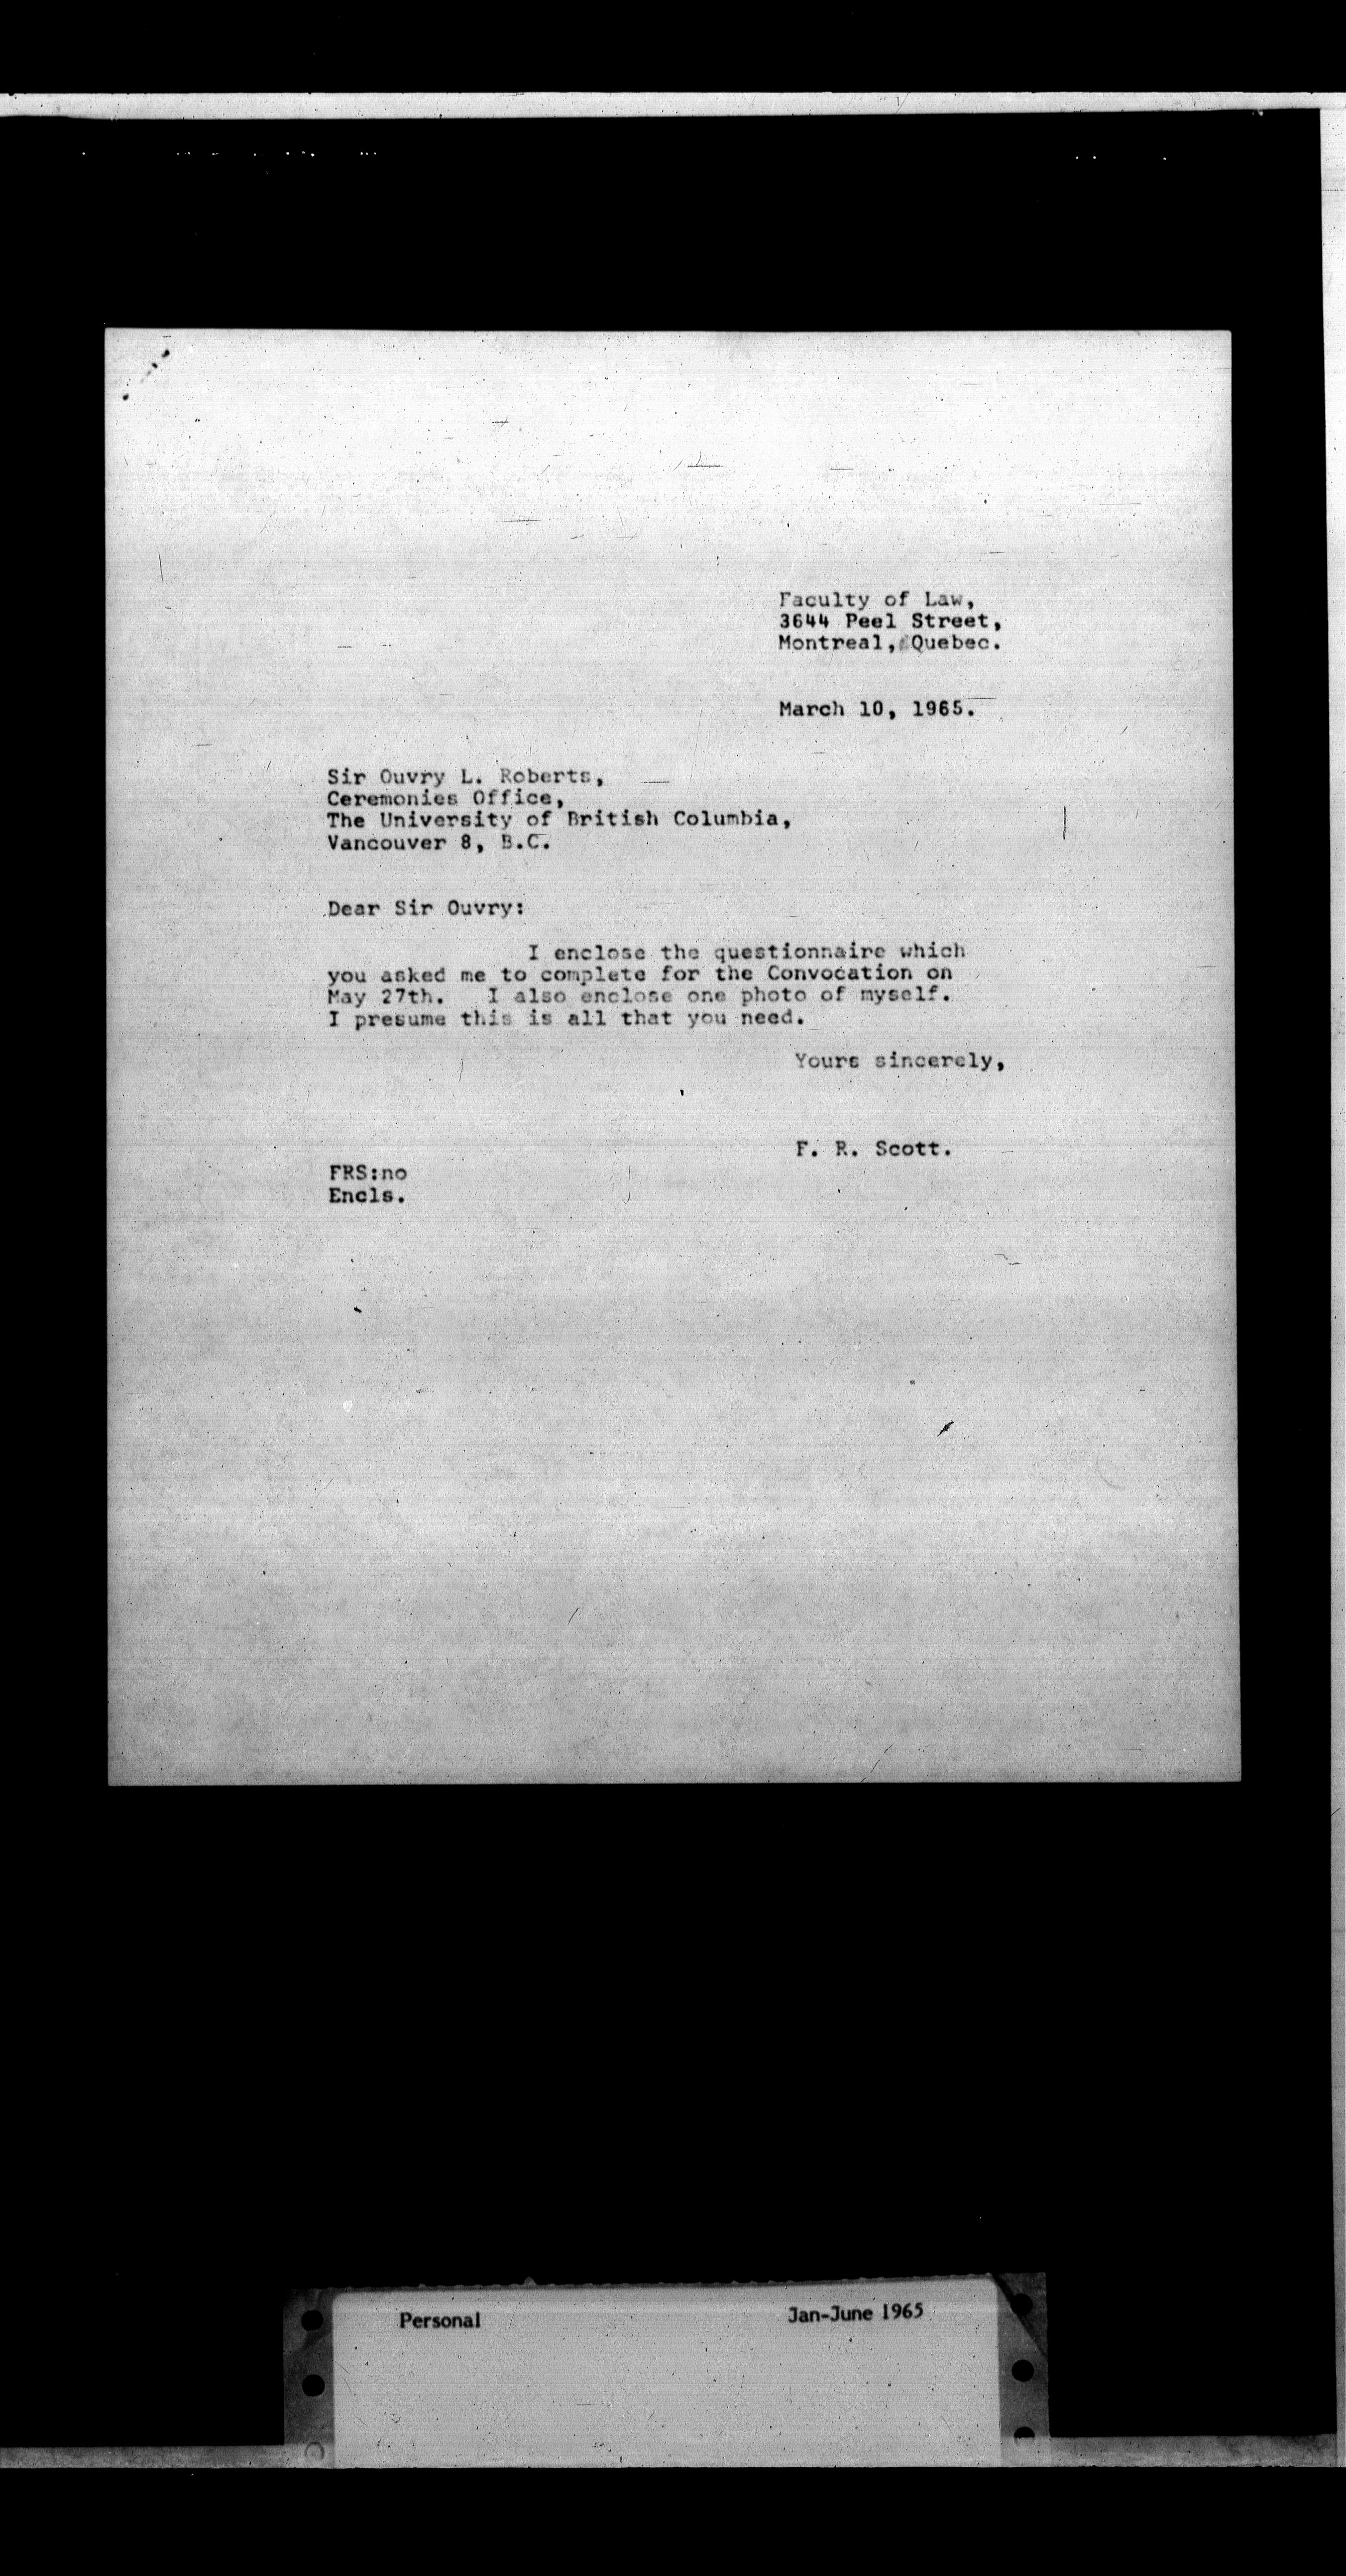 Faculty of Law,
3644 Peel Street,
Montreal, Quebec.
March 10, 1965.
Sir Ouvry L. Roberts,
Ceremonies Office,
The University of British Columbia,
Vancouver 8, B.C.
Dear Sir Ouvry:
I enclose the questionnaire which
you asked me to complete for the Convocation on
May 27th. I also enclose one photo of myself.
I presume this is all that you need.
Yours sincerely,
F. R. Scott.
FRS:no
Encls.
Personal Jan-June 1965